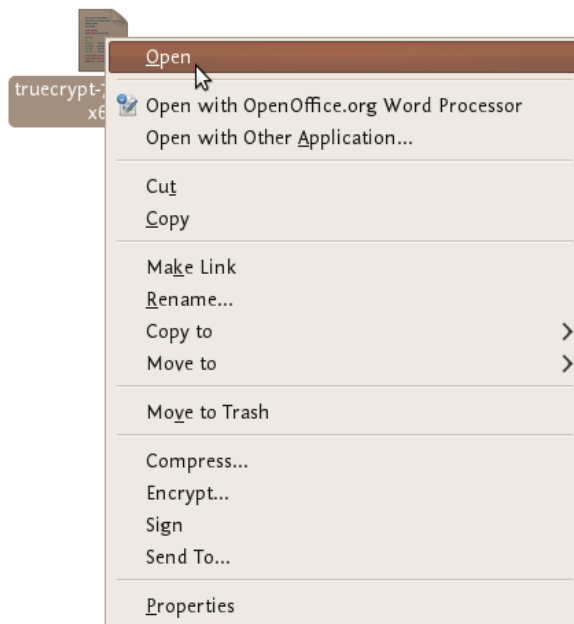 truecrypt-7
x6
Open
Open with OpenOffice.org Word Processor
Open with Other Application...
Cut
Copy
Make Link
Rename...
Copy to
Move to
Move to Trash
Compress...
Encrypt...
Sign
Send To...
Properties